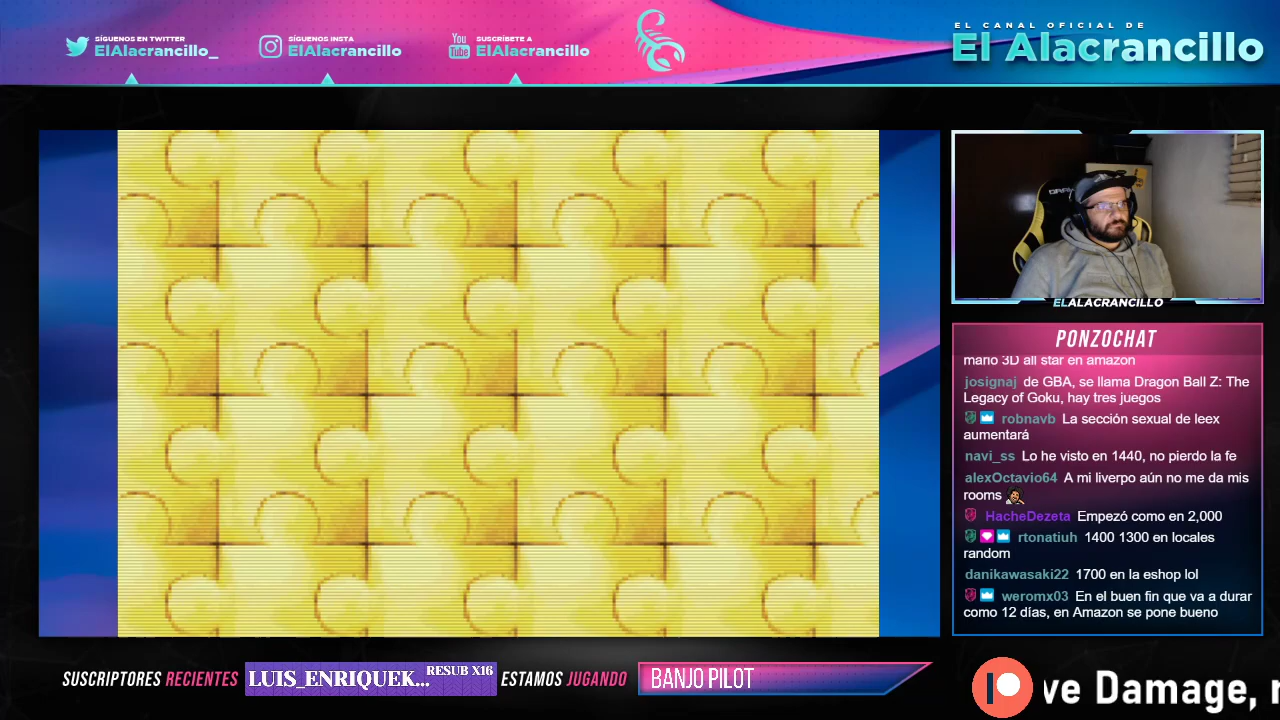 SÍGUENOS EN TWITTER
ElAlacrancillo_
SÍGUENOS INSTA
ElAlacrancillo
You
Tube
SUSCRÍBETE A
ElAlacrancillo
EL CANAL OFICIAL DE
El Alacrancillo
ELALACRANCILLO
PONZOCHAT
mario 3D all star en amazon
josignaj de GBA, se llama Dragon Ball Z: The
Legacy of Goku, hay tres juegos
robnavb La sección sexual de leex
aumentará
navi_ss Lo he visto en 1440, no pierdo la fe
alexOctavio64 A mi liverpo aún no me da mis
rooms
HacheDezeta Empezó como en 2,000
rtonatiuh 1400 1300 en locales
random
danikawasaki22 1700 en la eshop lol
weromx03 En el buen fin que va a durar
como 12 días, en Amazon se pone bueno
SUSCRIPTORES RECIENTES
LUIS_ENRIQUEK...
RESUB X16
ESTAMOS JUGANDO
BANJO PILOT
ve Damage,